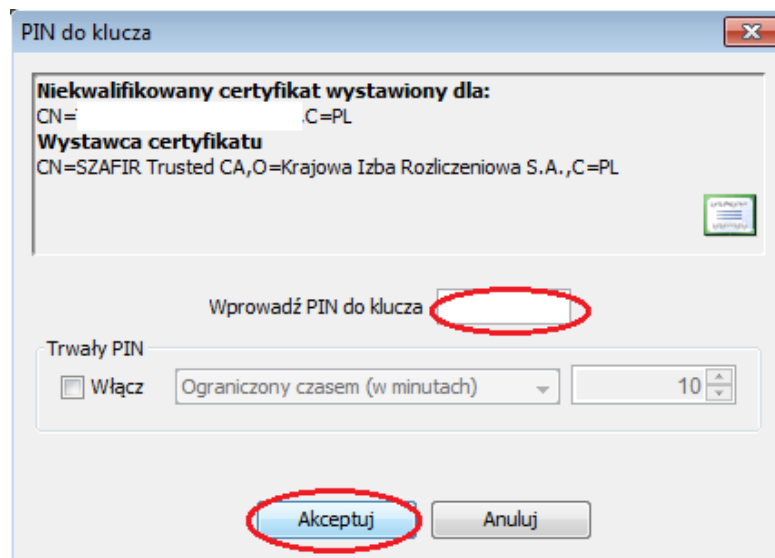 PIN do klucza
Niekwalifikowany certyfikat wystawiony dla:
CN= ,C=PL
Wystawca certyfikatu
CN=SZAFIR Trusted CA,O=Krajowa Izba Rozliczeniowa S.A.,C=PL
Wprowadź PIN do klucza
Trwały PIN
Włącz Ograniczony czasem (w minutach) 10
Akceptuj Anuluj